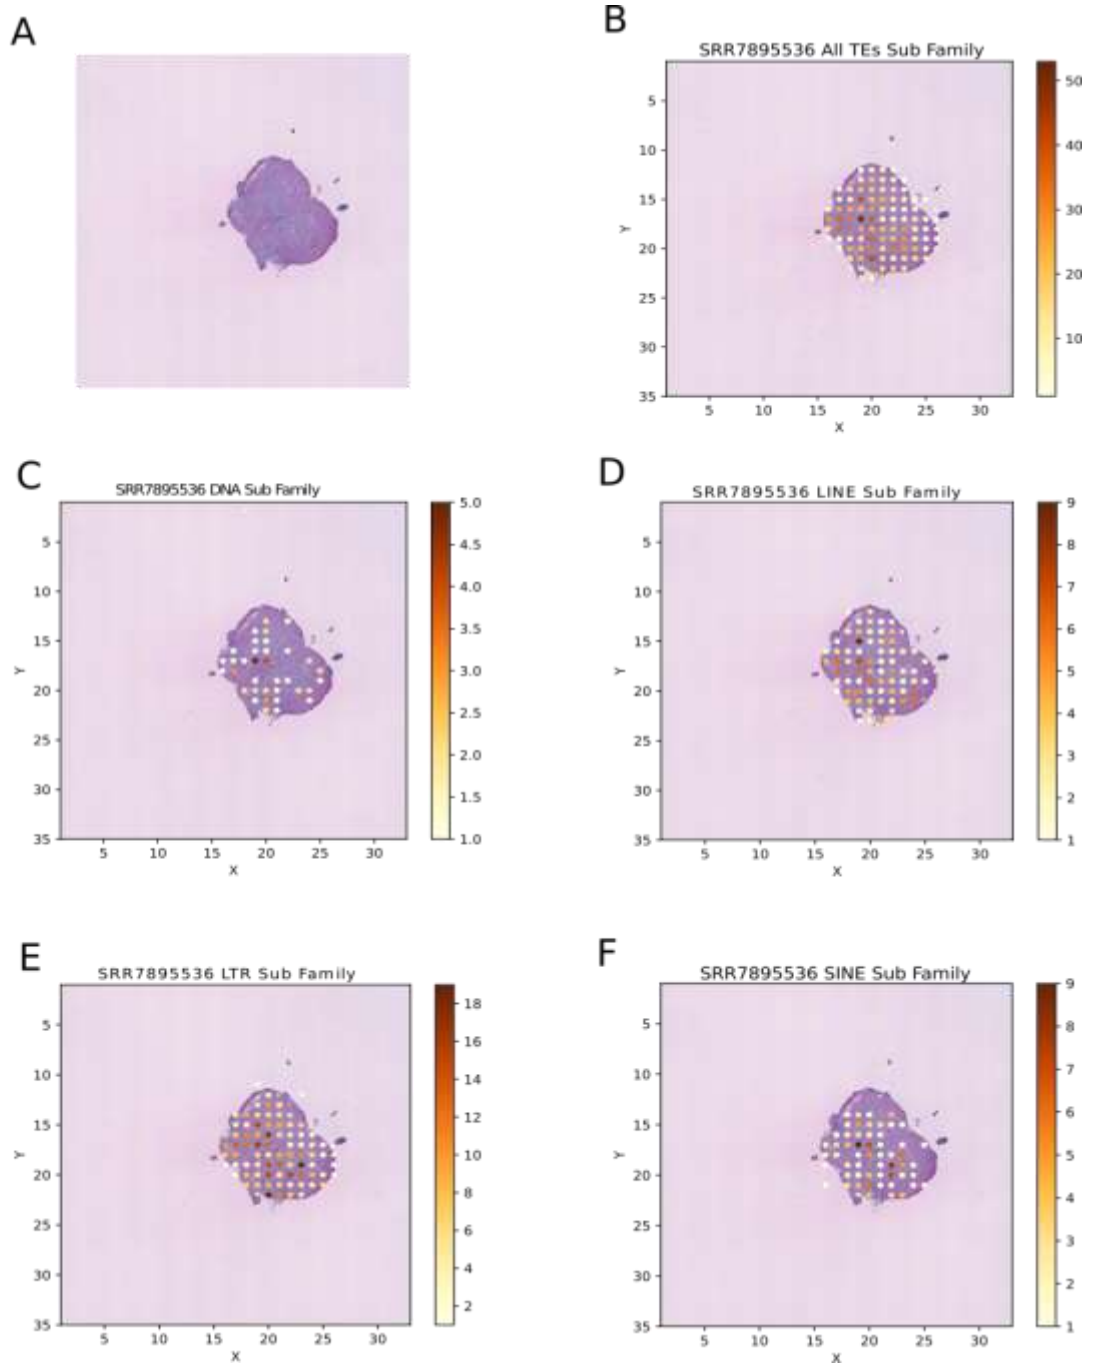 A
B
SRR7895536 All TEs Sub Family
5
10
15
20
25
30
35
Y
5 10 15 20 25 30
X
50
40
30
20
10
C
SRR7895536 DNA Sub Family
5
10
15
20
25
30
35
Y
5 10 15 20 25 30
X
5.0
4.5
4.0
3.5
3.0
2.5
2.0
1.5
1.0
D
SRR7895536 LINE Sub Family
5
10
15
20
25
30
35
Y
5 10 15 20 25 30
X
9
8
7
6
5
4
3
2
1
E
SRR7895536 LTR Sub Family
5
10
15
20
25
30
35
Y
5 10 15 20 25 30
X
18
16
14
12
10
8
6
4
2
F
SRR7895536 SINE Sub Family
5
10
15
20
25
30
35
Y
5 10 15 20 25 30
X
9
8
7
6
5
4
3
2
1